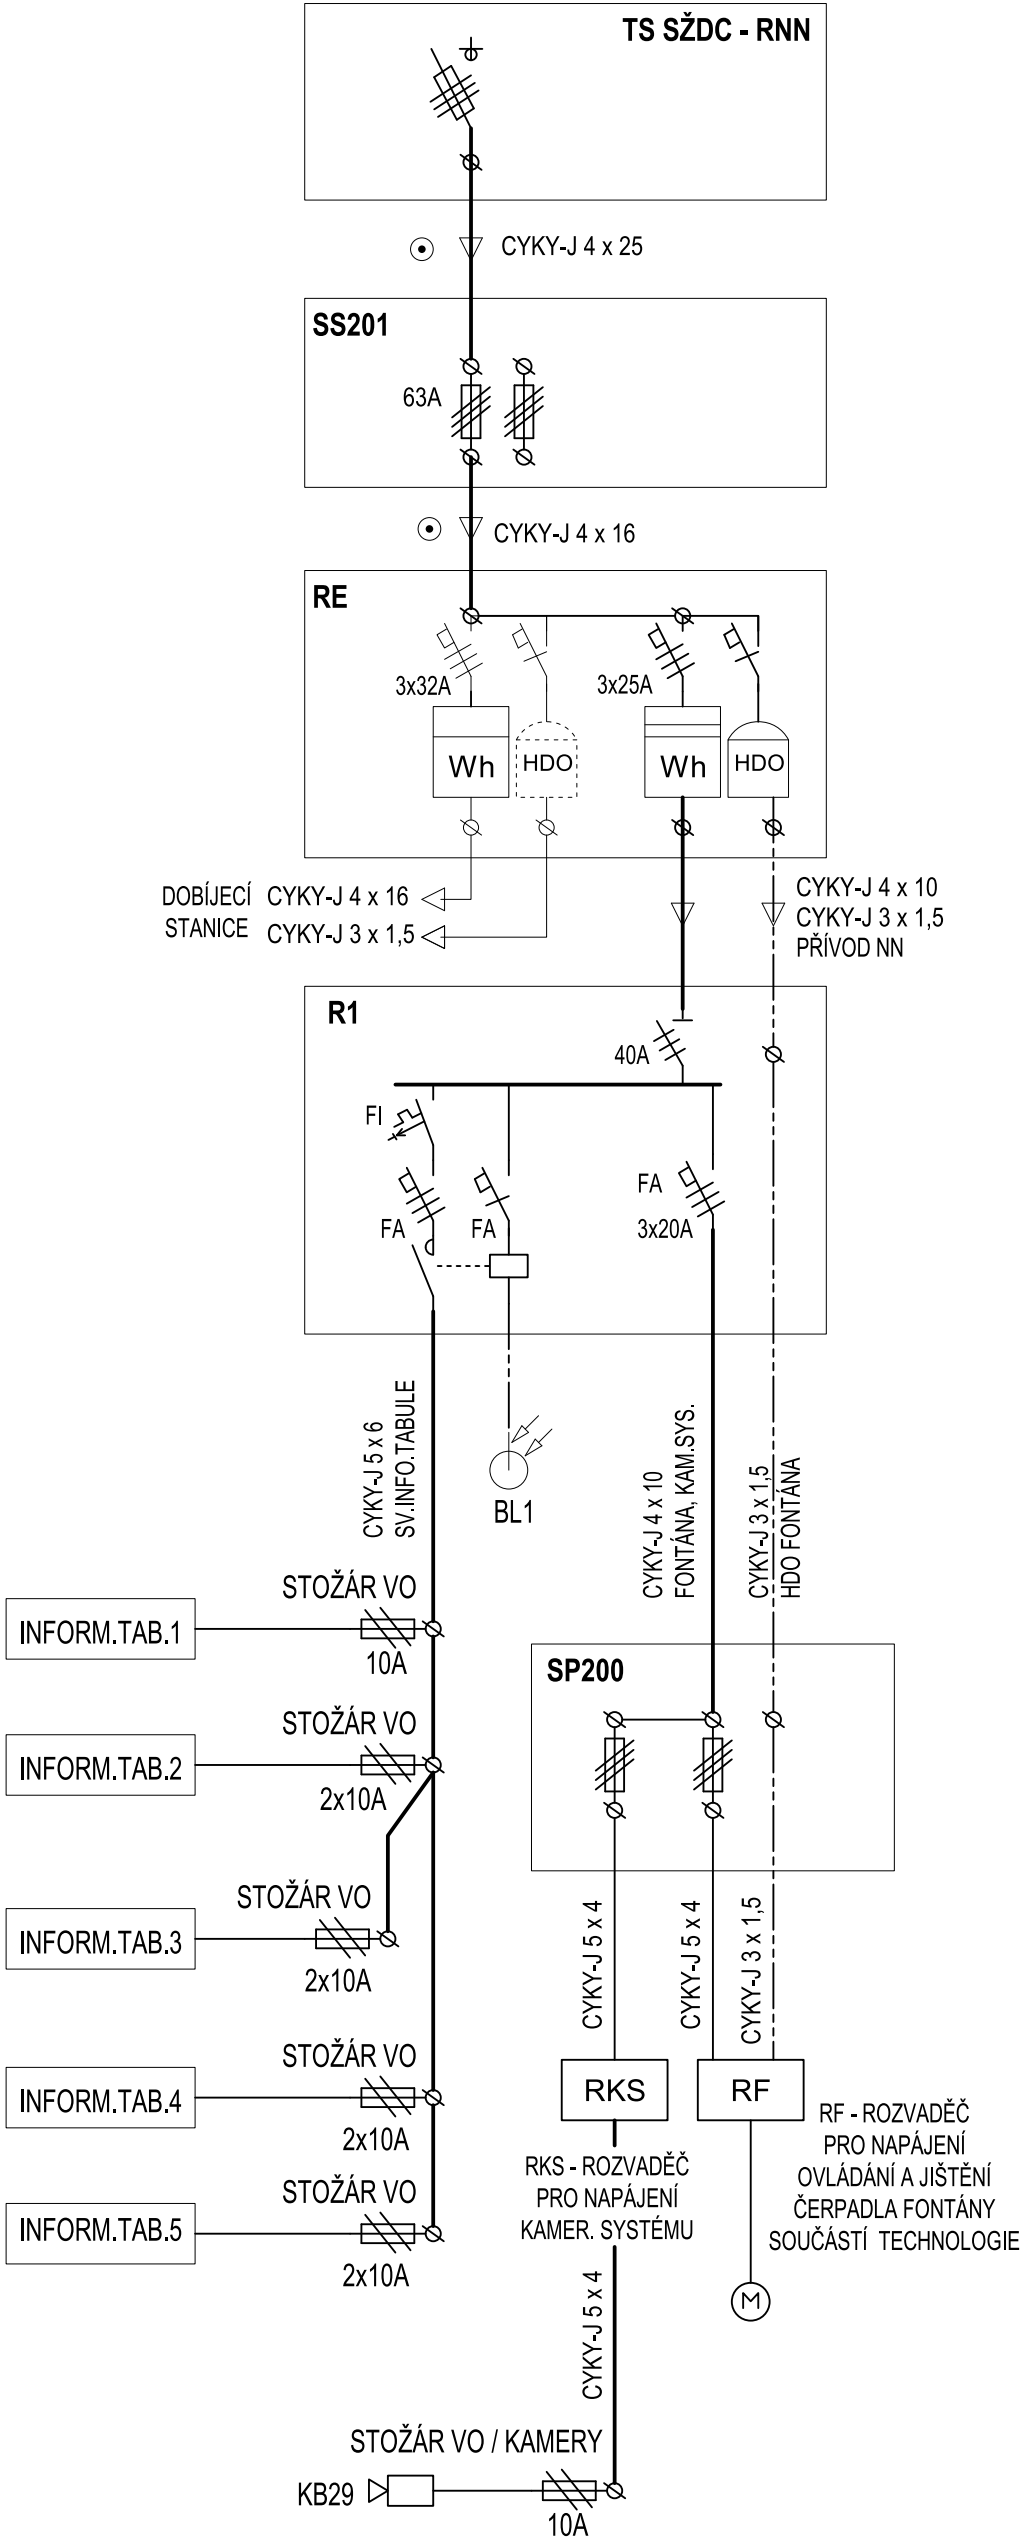 TS SŽDC - RNN
CYKY-J 4 x 25
SS201
63A
CYKY-J 4 x 16
RE
3x32A
3x25A
Wh
HDO
Wh
HDO
DOBÍJECÍ
STANICE
CYKY-J 4 x 16
CYKY-J 3 x 1,5
CYKY-J 4 x 10
CYKY-J 3 x 1,5
PŘÍVOD NN
R1
40A
FI
FA
FA
FA
3x20A
CYKY-J 5 x 6
SV.INFO.TABULE
BL1
CYKY-J 4 x 10
FONTÁNA, KAM.SYS.
CYKY-J 3 x 1,5
HDO FONTÁNA
STOŽÁR VO
INFORM.TAB.1
10A
SP200
STOŽÁR VO
INFORM.TAB.2
2x10A
STOŽÁR VO
INFORM.TAB.3
2x10A
CYKY-J 5 x 4
CYKY-J 5 x 4
CYKY-J 3 x 1,5
STOŽÁR VO
INFORM.TAB.4
2x10A
STOŽÁR VO
INFORM.TAB.5
2x10A
RKS
RF
RKS - ROZVADĚČ
PRO NAPÁJENÍ
KAMER. SYSTÉMU
RF - ROZVADĚČ
PRO NAPÁJENÍ
OVLÁDÁNÍ A JIŠTĚNÍ
ČERPADLA FONTÁNY
SOUČÁSTÍ TECHNOLOGIE
M
CYKY-J 5 x 4
STOŽÁR VO / KAMERY
KB29
10A